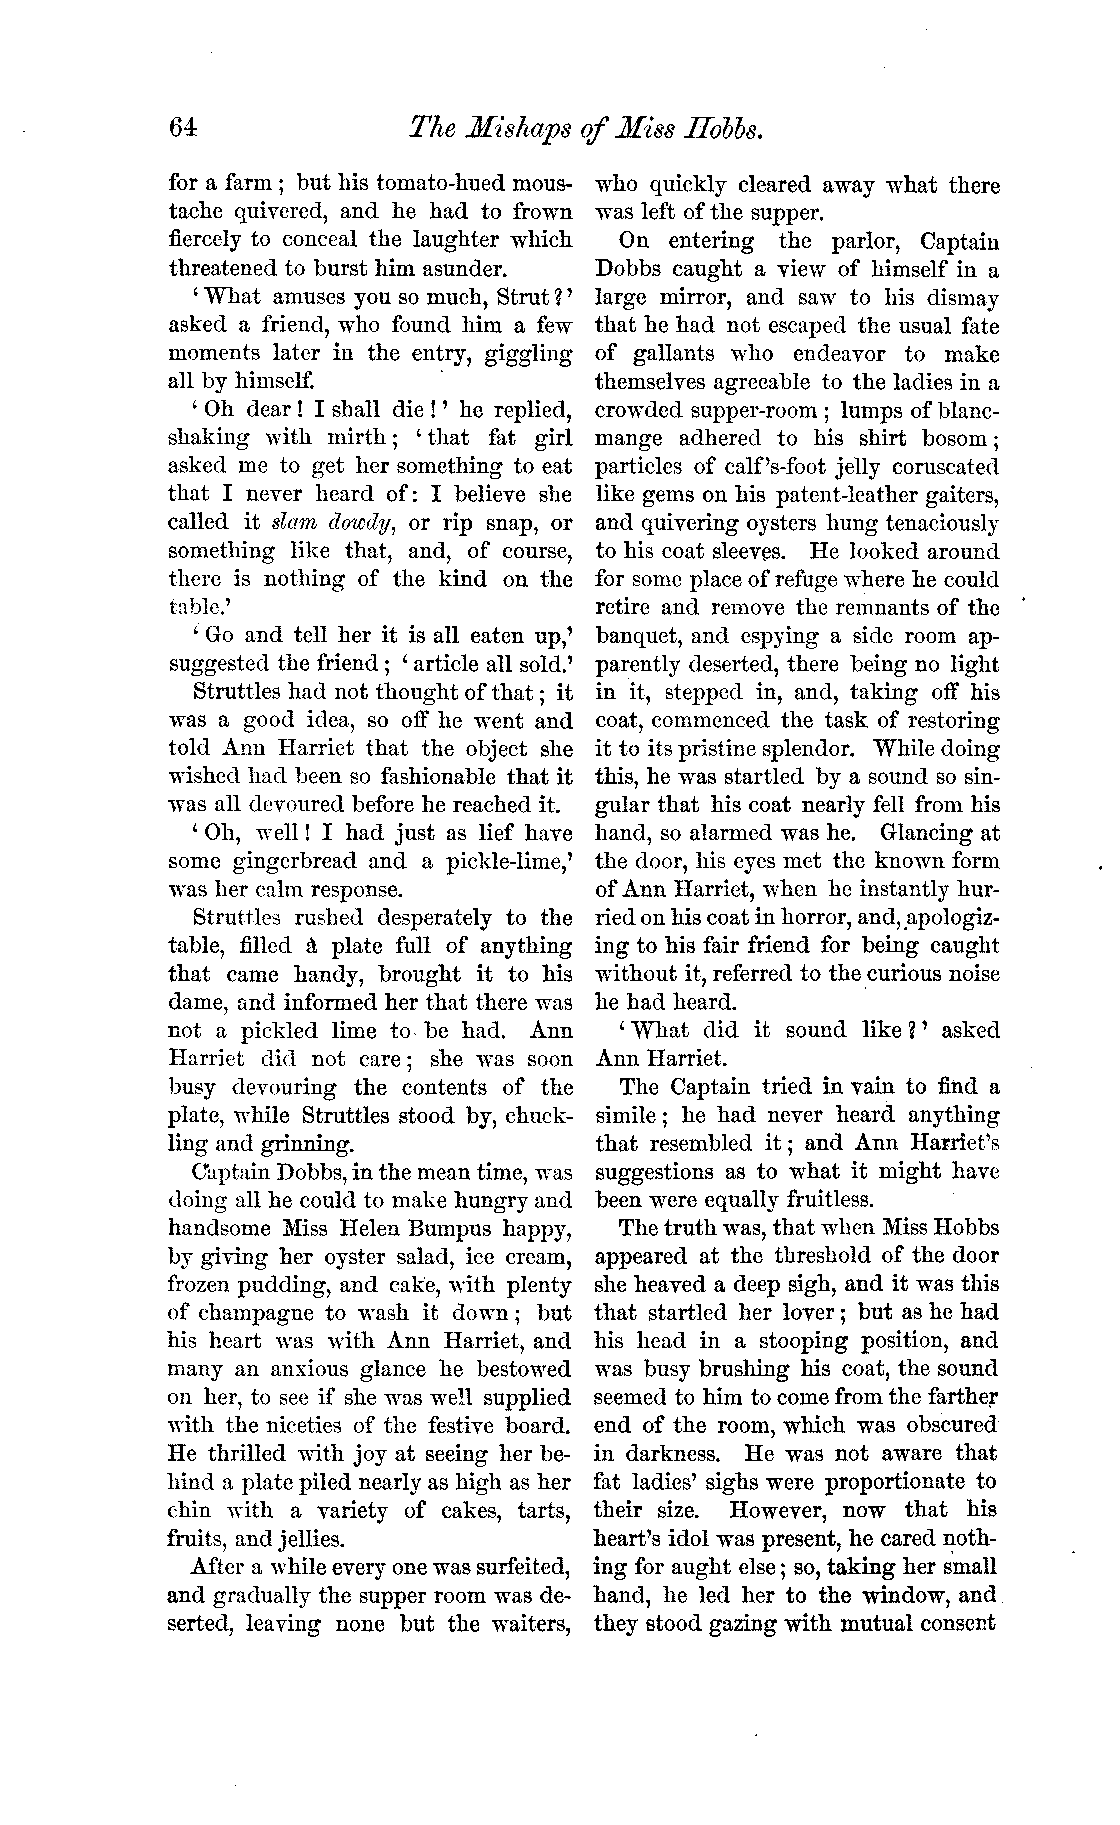 64 The Mishaps of Miss Hobbs.
for a farm ; but his tomato-hued mous-
tache quivered, and he had to frown
fiercely to conceal the laughter which
threatened to burst him asunder.
‘ What amuses you so much, Strut ?’
asked a friend, who found him a few
moments later in the entry, giggling
all by himself.
‘ Oh dear ! I shall die ! ’ he replied,
shaking with mirth ; ‘ that fat girl
asked me to get her something to eat
that I never heard of : I believe she
called it slam dowdy, or rip snap, or
something like that, and, of course,
there is nothing of the kind on the
table.’
‘ Go and tell her it is all eaten up,’
suggested the friend ; ‘ article all sold.’
Struttles had not thought of that ; it
was a good idea, so off he went and
told Ann Harriet that the object she
wished had been so fashionable that it
was all devoured before he reached it.
‘ Oh, well ! I had just as lief have
some gingerbread and a pickle-lime,’
was her calm response.
Struttles rushed desperately to the
table, filled a plate full of anything
that came handy, brought it to his
dame, and informed her that there was
not a pickled lime to be had. Ann
Harriet did not care ; she was soon
busy devouring the contents of the
plate, while Struttles stood by, chuck-
ling and grinning.
Captain Dobbs, in the mean time, was
doing all he could to make hungry and
handsome Miss Helen Bumpus happy,
by giving her oyster salad, ice cream,
frozen pudding, and cake, with plenty
of champagne to wash it down ; but
his heart was with Ann Harriet, and
many an anxious glance he bestowed
on her, to see if she was well supplied
with the niceties of the festive board.
He thrilled with joy at seeing her be-
hind a plate piled nearly as high as her
chin with a variety of cakes, tarts,
fruits, and jellies.
After a while every one was surfeited,
and gradually the supper room was de-
serted, leaving none but the waiters,
who quickly cleared away what there
was left of the supper.
On entering the parlor, Captain
Dobbs caught a view of himself in a
large mirror, and saw to his dismay
that he had not escaped the usual fate
of gallants who endeavor to make
themselves agreeable to the ladies in a
crowded supper-room ; lumps of blanc-
mange adhered to his shirt bosom ;
particles of calf's-foot jelly coruscated
like gems on his patent-leather gaiters,
and quivering oysters hung tenaciously
to his coat sleeves. He looked around
for some place of refuge where he could
retire and remove the remnants of the
banquet, and espying a side room ap-
parently deserted, there being no light
in it, stepped in, and, taking off his
coat, commenced the task of restoring
it to its pristine splendor. While doing
this, he was startled by a sound so sin-
gular that his coat nearly fell from his
hand, so alarmed was he. Glancing at
the door, his eyes met the known form
of Ann Harriet, when he instantly hur-
ried on his coat in horror, and, apologiz-
ing to his fair friend for being caught
without it, referred to the curious noise
he had heard.
‘ What did it sound like ? ’ asked
Ann Harriet.
The Captain tried in vain to find a
simile ; he had never heard anything
that resembled it ; and Ann Harriet's
suggestions as to what it might have
been were equally fruitless.
The truth was, that when Miss Hobbs
appeared at the threshold of the door
she heaved a deep sigh, and it was this
that startled her lover ; but as he had
his head in a stooping position, and
was busy brushing his coat, the sound
seemed to him to come from the farther
end of the room, which was obscured
in darkness. He was not aware that
fat ladies' sighs were proportionate to
their size. However, now that his
heart's idol was present, he cared noth-
ing for aught else ; so, taking her small
hand, he led her to the window, and
they stood gazing with mutual consent